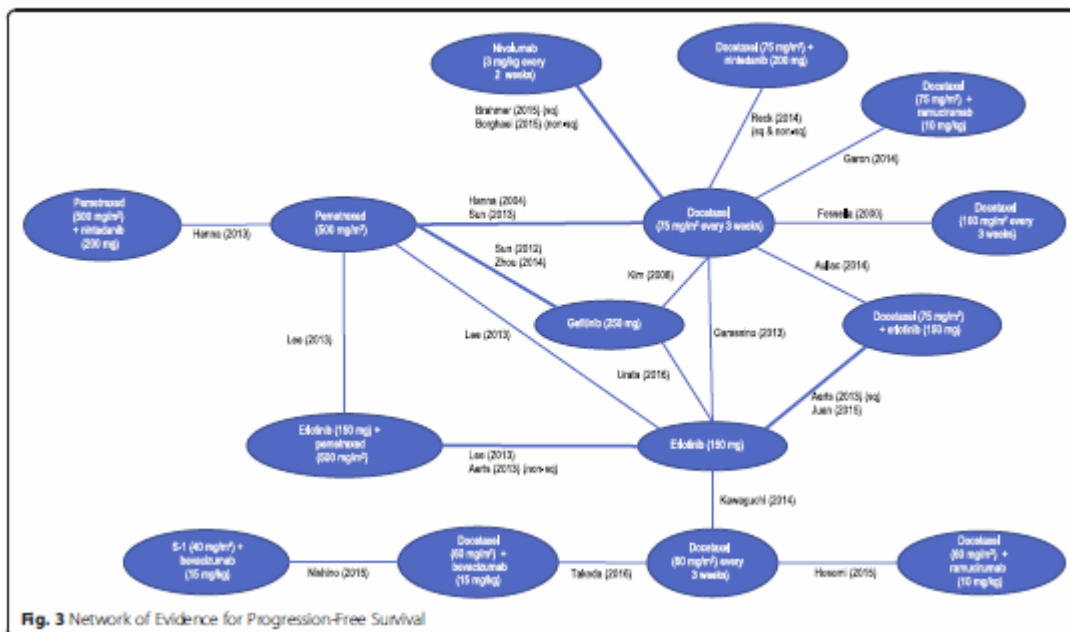 Nivolumab
(3 mg/kg every
2 weeks)
Docetaxel (75 mg/m²) +
nintedanib (200 mg)
Docetaxel
(75 mg/m²) +
ramucirumab
(10 mg/kg)
Brahmer (2015) (sq)
Borghaei (2015) (non-sq)
Reck (2014)
(sq & non-sq)
Garon (2014)
Pemetrexed
(500 mg/m²)
+ nintedanib
(200 mg)
Hanna (2013)
Pemetrexed
(500 mg/m²)
Hanna (2004)
Sun (2013)
Docetaxel
(75 mg/m² every 3 weeks)
Fossella (2000)
Docetaxel
(100 mg/m² every
3 weeks)
Sun (2012)
Zhou (2014)
Kim (2008)
Auliac (2014)
Gefitinib (250 mg)
Docetaxel (75 mg/m²)
+ erlotinib (150 mg)
Lee (2013)
Lee (2013)
Garassino (2013)
Urata (2016)
Aerts (2013) (sq)
Juan (2015)
Erlotinib (150 mg) +
pemetrexed
(500 mg/m²)
Lee (2013)
Aerts (2013) (non-sq)
Erlotinib (150 mg)
Kawaguchi (2014)
S-1 (40 mg/m²) +
bevacizumab
(15 mg/kg)
Nishino (2015)
Docetaxel
(60 mg/m²) +
bevacizumab
(15 mg/kg)
Takeda (2016)
Docetaxel
(60 mg/m²) every
3 weeks)
Hosomi (2015)
Docetaxel
(60 mg/m²) +
ramucirumab
(10 mg/kg)
Fig. 3 Network of Evidence for Progression-Free Survival